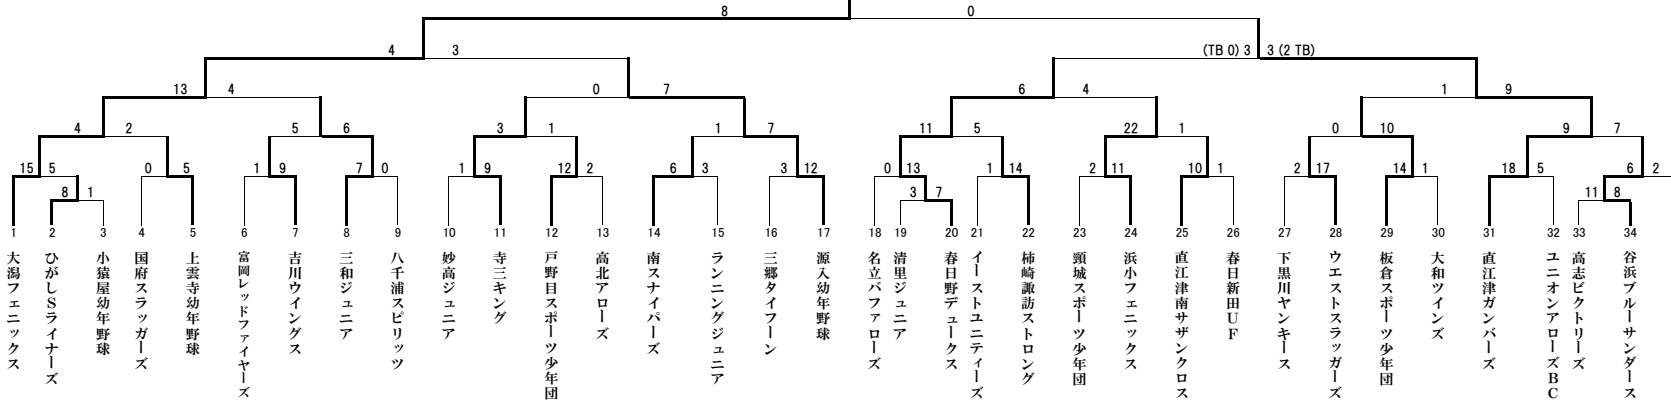 8 0
4 3 (TB 0) 3 3 (2 TB)
13 4 0 7 6 4 1 9
4 2 5 6 3 1 1 7 11 5 22 1 0 10 9 7
15 5 0 5 1 9 7 0 1 9 12 2 6 3 3 12 0 13 1 14 2 11 10 1 2 17 14 1 18 5 6 2
8 1 3 7 11 8
1 2 3 4 5 6 7 8 9 10 11 12 13 14 15 16 17 18 19 20 21 22 23 24 25 26 27 28 29 30 31 32 33 34
大潟フェニックス
ひがしSライナーズ
小猿屋幼年野球
国府スラッガーズ
上雲寺幼年野球
富岡レッドファイヤーズ
吉川ウイングス
三和ジュニア
八千浦スピリッツ
妙高ジュニア
寺三キング
戸野目スポーツ少年団
高北アローズ
南スナイパーズ
ランニングジュニア
三郷タイフーン
源入幼年野球
名立バファローズ
清里ジュニア
春日野デュークス
イーストユニティーズ
柿崎諏訪ストロング
頸城スポーツ少年団
浜小フェニックス
直江津南サザンクロス
春日新田UF
下黒川ヤンキース
ウエストスラッガーズ
板倉スポーツ少年団
大和ツインズ
直江津ガンバーズ
ユニオンアローズBC
高志ビクトリーズ
谷浜ブルーサンダース